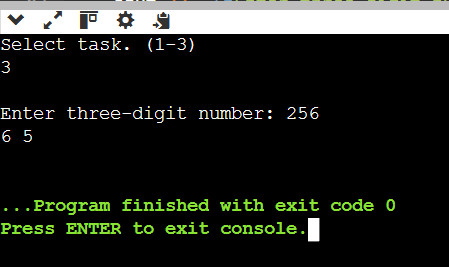 Select task. (1-3)
3
Enter three-digit number: 256
6 5
...Program finished with exit code 0
Press ENTER to exit console.